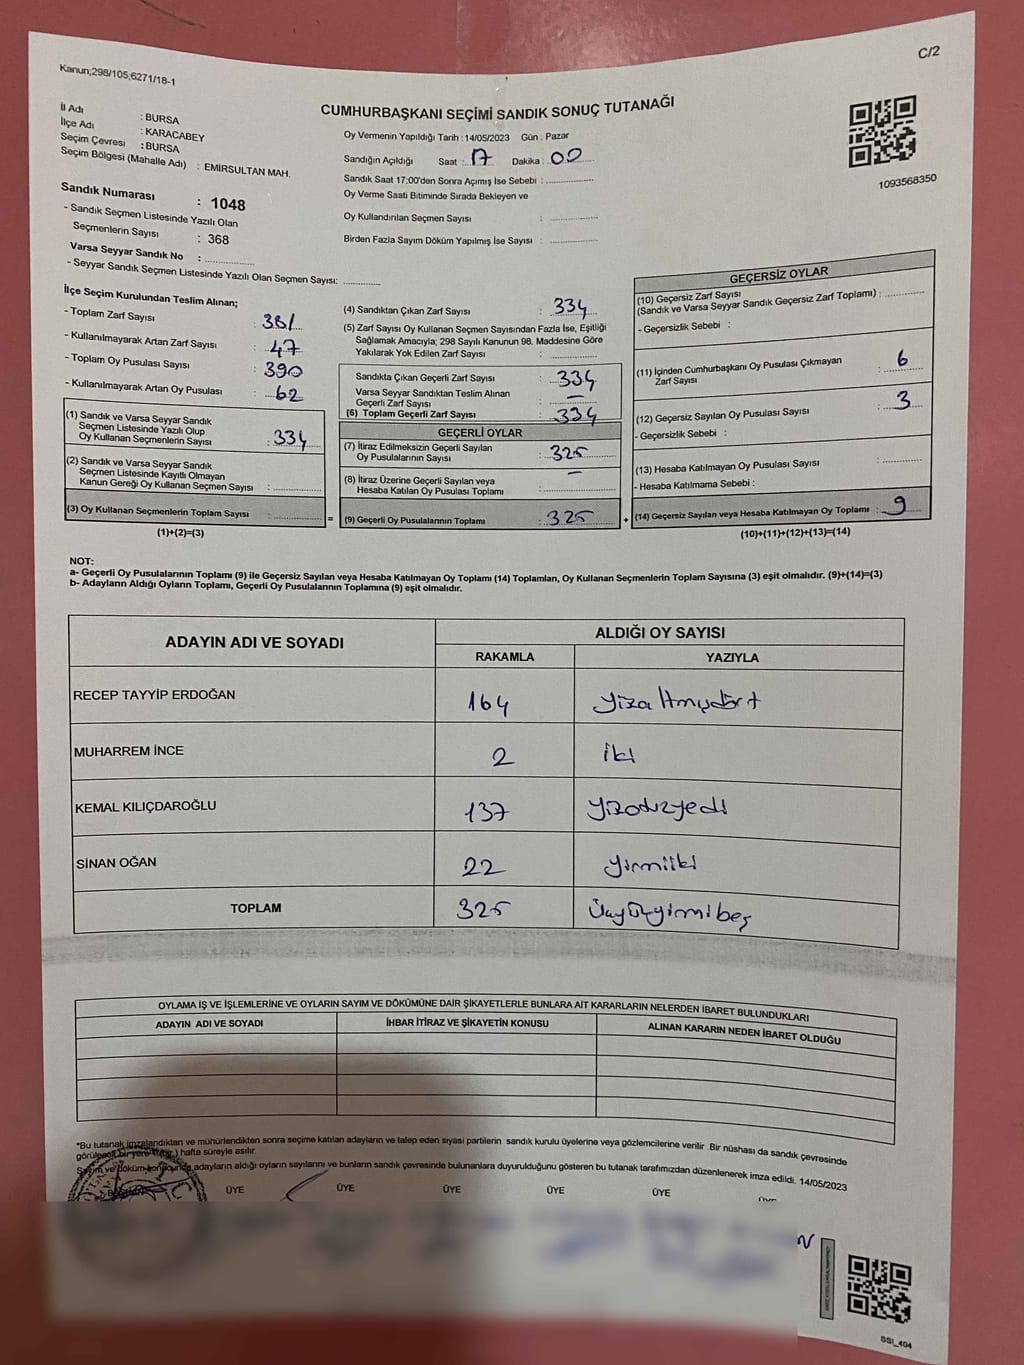 C/2
Kanun;298/105;6271/18-1
CUMHURBAŞKANI SEÇİMİ SANDIK SONUÇ TUTANAĞI
İl Adı : BURSA
İlçe Adı : KARACABEY
Seçim Çevresi : BURSA
Seçim Bölgesi (Mahalle Adı) : EMİRSULTAN MAH.
Sandık Numarası : 1048
- Sandık Seçmen Listesinde Yazılı Olan
Seçmenlerin Sayısı : 368
Varsa Seyyar Sandık No : ..............
- Seyyar Sandık Seçmen Listesinde Yazılı Olan Seçmen Sayısı: ............
Oy Vermenin Yapıldığı Tarih :14/05/2023 Gün : Pazar
Sandığın Açıldığı Saat : 17 Dakika : 00
Sandık Saat 17:00'den Sonra Açımış İse Sebebi : ..............
Oy Verme Saati Bitiminde Sırada Bekleyen ve
Oy Kullandırılan Seçmen Sayısı : ..............
Birden Fazla Sayım Döküm Yapılmış İse Sayısı : ..............
1093568350
İlçe Seçim Kurulundan Teslim Alınan;
- Toplam Zarf Sayısı : 381
- Kullanılmayarak Artan Zarf Sayısı : 47
- Toplam Oy Pusulası Sayısı : 390
- Kullanılmayarak Artan Oy Pusulası : 62
(1) Sandık ve Varsa Seyyar Sandık
Seçmen Listesinde Yazılı Olup
Oy Kullanan Seçmenlerin Sayısı : 334
(2) Sandık ve Varsa Seyyar Sandık
Seçmen Listesinde Kayıtlı Olmayan
Kanun Gereği Oy Kullanan Seçmen Sayısı : ..............
(3) Oy Kullanan Seçmenlerin Toplam Sayısı : .............. =
(1)+(2)=(3)
(4) Sandıktan Çıkan Zarf Sayısı : 334
(5) Zarf Sayısı Oy Kullanan Seçmen Sayısından Fazla İse, Eşitliği
Sağlamak Amacıyla; 298 Sayılı Kanunun 98. Maddesine Göre
Yakılarak Yok Edilen Zarf Sayısı : ..............
Sandıkta Çıkan Geçerli Zarf Sayısı : 334
Varsa Seyyar Sandıktan Teslim Alınan
Geçerli Zarf Sayısı : —
(6) Toplam Geçerli Zarf Sayısı : 334
GEÇERLİ OYLAR
(7) İtiraz Edilmeksizin Geçerli Sayılan
Oy Pusulalarının Sayısı : 325
(8) İtiraz Üzerine Geçerli Sayılan veya
Hesaba Katılan Oy Pusulası Toplamı : —
(9) Geçerli Oy Pusulalarının Toplamı : 325 +
GEÇERSİZ OYLAR
(10) Geçersiz Zarf Sayısı
(Sandık ve Varsa Seyyar Sandık Geçersiz Zarf Toplamı) : ..............
- Geçersizlik Sebebi :
(11) İçinden Cumhurbaşkanı Oy Pusulası Çıkmayan
Zarf Sayısı : 6
(12) Geçersiz Sayılan Oy Pusulası Sayısı : 3
- Geçersizlik Sebebi :
(13) Hesaba Katılmayan Oy Pusulası Sayısı : ..............
- Hesaba Katılmama Sebebi :
(14) Geçersiz Sayılan veya Hesaba Katılmayan Oy Toplamı : 9
(10)+(11)+(12)+(13)=(14)
NOT:
a- Geçerli Oy Pusulalarının Toplamı (9) ile Geçersiz Sayılan veya Hesaba Katılmayan Oy Toplamı (14) Toplamları, Oy Kullanan Seçmenlerin Toplam Sayısına (3) eşit olmalıdır. (9)+(14)=(3)
b- Adayların Aldığı Oyların Toplamı, Geçerli Oy Pusulalarının Toplamına (9) eşit olmalıdır.
ADAYIN ADI VE SOYADI ALDIĞI OY SAYISI
RAKAMLA YAZIYLA
RECEP TAYYİP ERDOĞAN 164 Yüzaltmışdört
MUHARREM İNCE 2 iki
KEMAL KILIÇDAROĞLU 137 Yüzotuzyedi
SİNAN OĞAN 22 yirmiiki
TOPLAM 325 Üçyüzyirmibeş
OYLAMA İŞ VE İŞLEMLERİNE VE OYLARIN SAYIM VE DÖKÜMÜNE DAİR ŞİKAYETLERLE BUNLARA AİT KARARLARIN NELERDEN İBARET BULUNDUKLARI
ADAYIN ADI VE SOYADI İHBAR İTİRAZ VE ŞİKAYETİN KONUSU ALINAN KARARIN NEDEN İBARET OLDUĞU
*Bu tutanak imzalandıktan ve mühürlendikten sonra seçime katılan adayların ve talep eden siyasi partilerin sandık kurulu üyelerine veya gözlemcilerine verilir .Bir nüshası da sandık çevresinde
görülecek bir yere hafta süreyle asılır.
Sayım ve döküm sonucunda adayların aldığı oyların sayılarını ve bunların sandık çevresinde bulunanlara duyurulduğunu gösteren bu tutanak tarafımızdan düzenlenerek imza edildi. 14/05/2023
BAŞKAN ÜYE ÜYE ÜYE ÜYE ÜYE
SSI_404